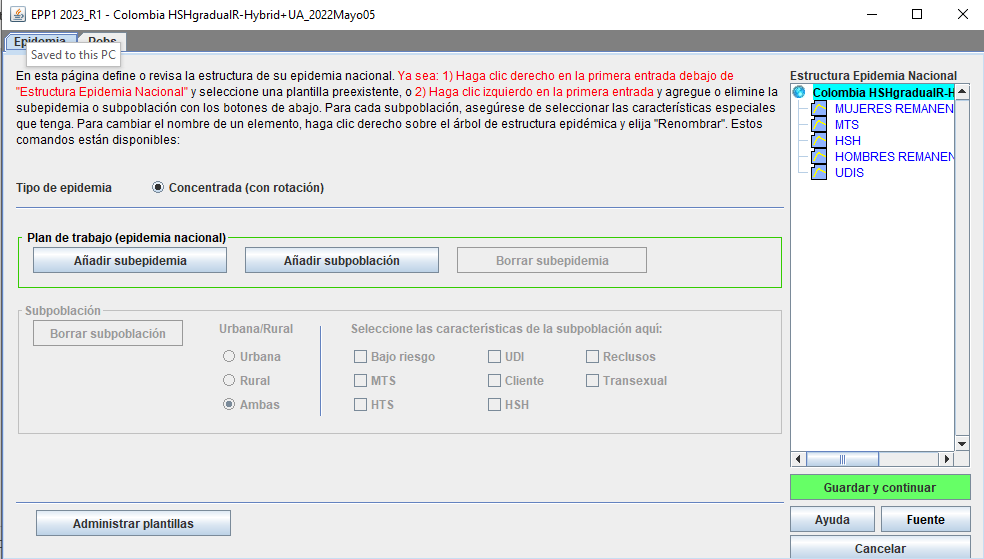 EPP1 2023_R1 - Colombia HSHgradualR-Hybrid+UA_2022Mayo05
Epidemia Pobs
Saved to this PC
En esta página define o revisa la estructura de su epidemia nacional. Ya sea: 1) Haga clic derecho en la primera entrada debajo de
"Estructura Epidemia Nacional" y seleccione una plantilla preexistente, o 2) Haga clic izquierdo en la primera entrada y agregue o elimine la
subepidemia o subpoblación con los botones de abajo. Para cada subpoblación, asegúrese de seleccionar las características especiales
que tenga. Para cambiar el nombre de un elemento, haga clic derecho sobre el árbol de estructura epidémica y elija "Renombrar". Estos
comandos están disponibles:
Tipo de epidemia
Concentrada (con rotación)
Plan de trabajo (epidemia nacional)
Añadir subepidemia
Añadir subpoblación
Borrar subepidemia
Subpoblación
Borrar subpoblación
Urbana/Rural
Urbana
Rural
Ambas
Seleccione las características de la subpoblación aquí:
Bajo riesgo
UDI
Reclusos
MTS
Cliente
Transexual
HTS
HSH
Administrar plantillas
Estructura Epidemia Nacional
Colombia HSHgradualR-H
MUJERES REMANEN
MTS
HSH
HOMBRES REMANEN
UDIS
Guardar y continuar
Ayuda
Fuente
Cancelar